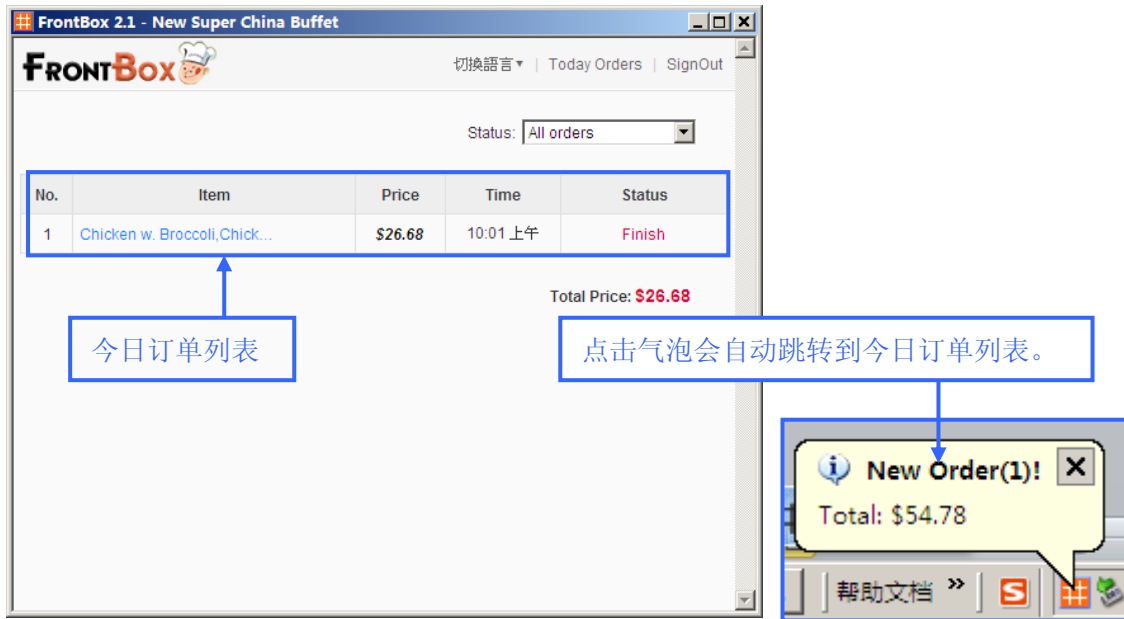 FrontBox 2.1 - New Super China Buffet
FRONTBOX
切換語言▾ | Today Orders | SignOut
Status: All orders
No. Item Price Time Status
1 Chicken w. Broccoli,Chick... $26.68 10:01 上午 Finish
Total Price: $26.68
今日订单列表
点击气泡会自动跳转到今日订单列表。
New Order(1)!
Total: $54.78
帮助文档 »